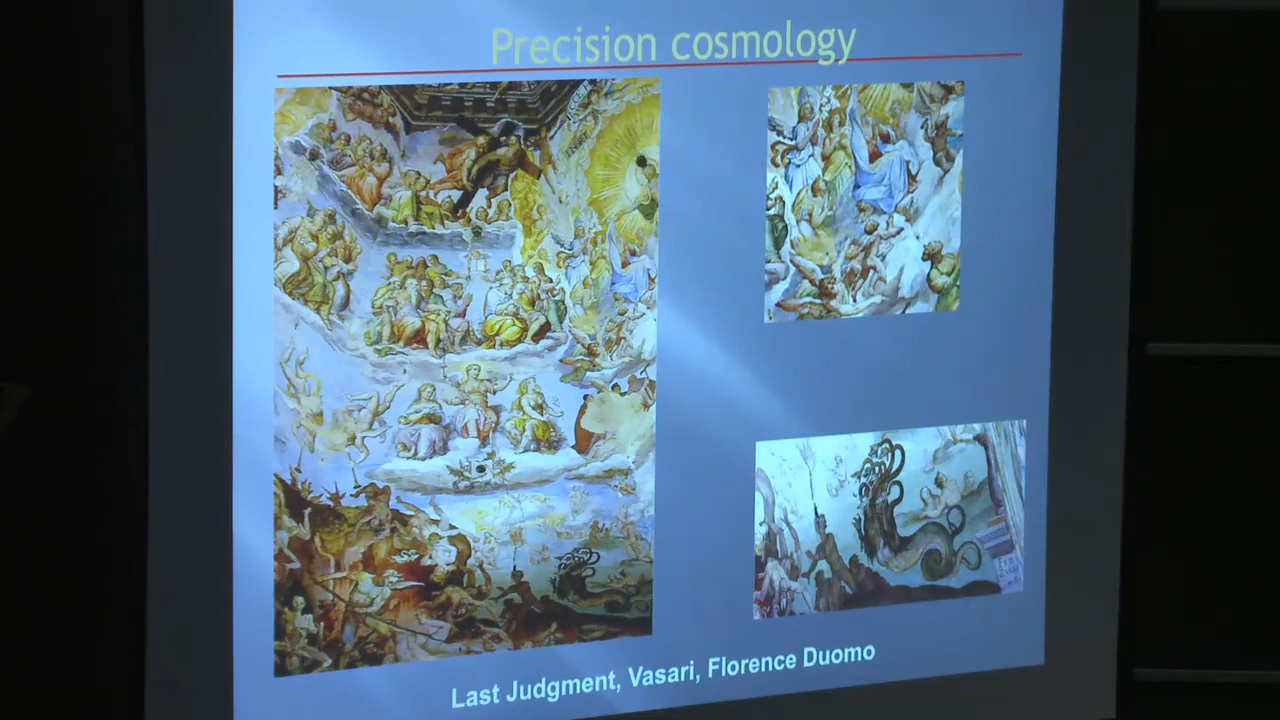 Precision cosmology
Last Judgment, Vasari, Florence Duomo